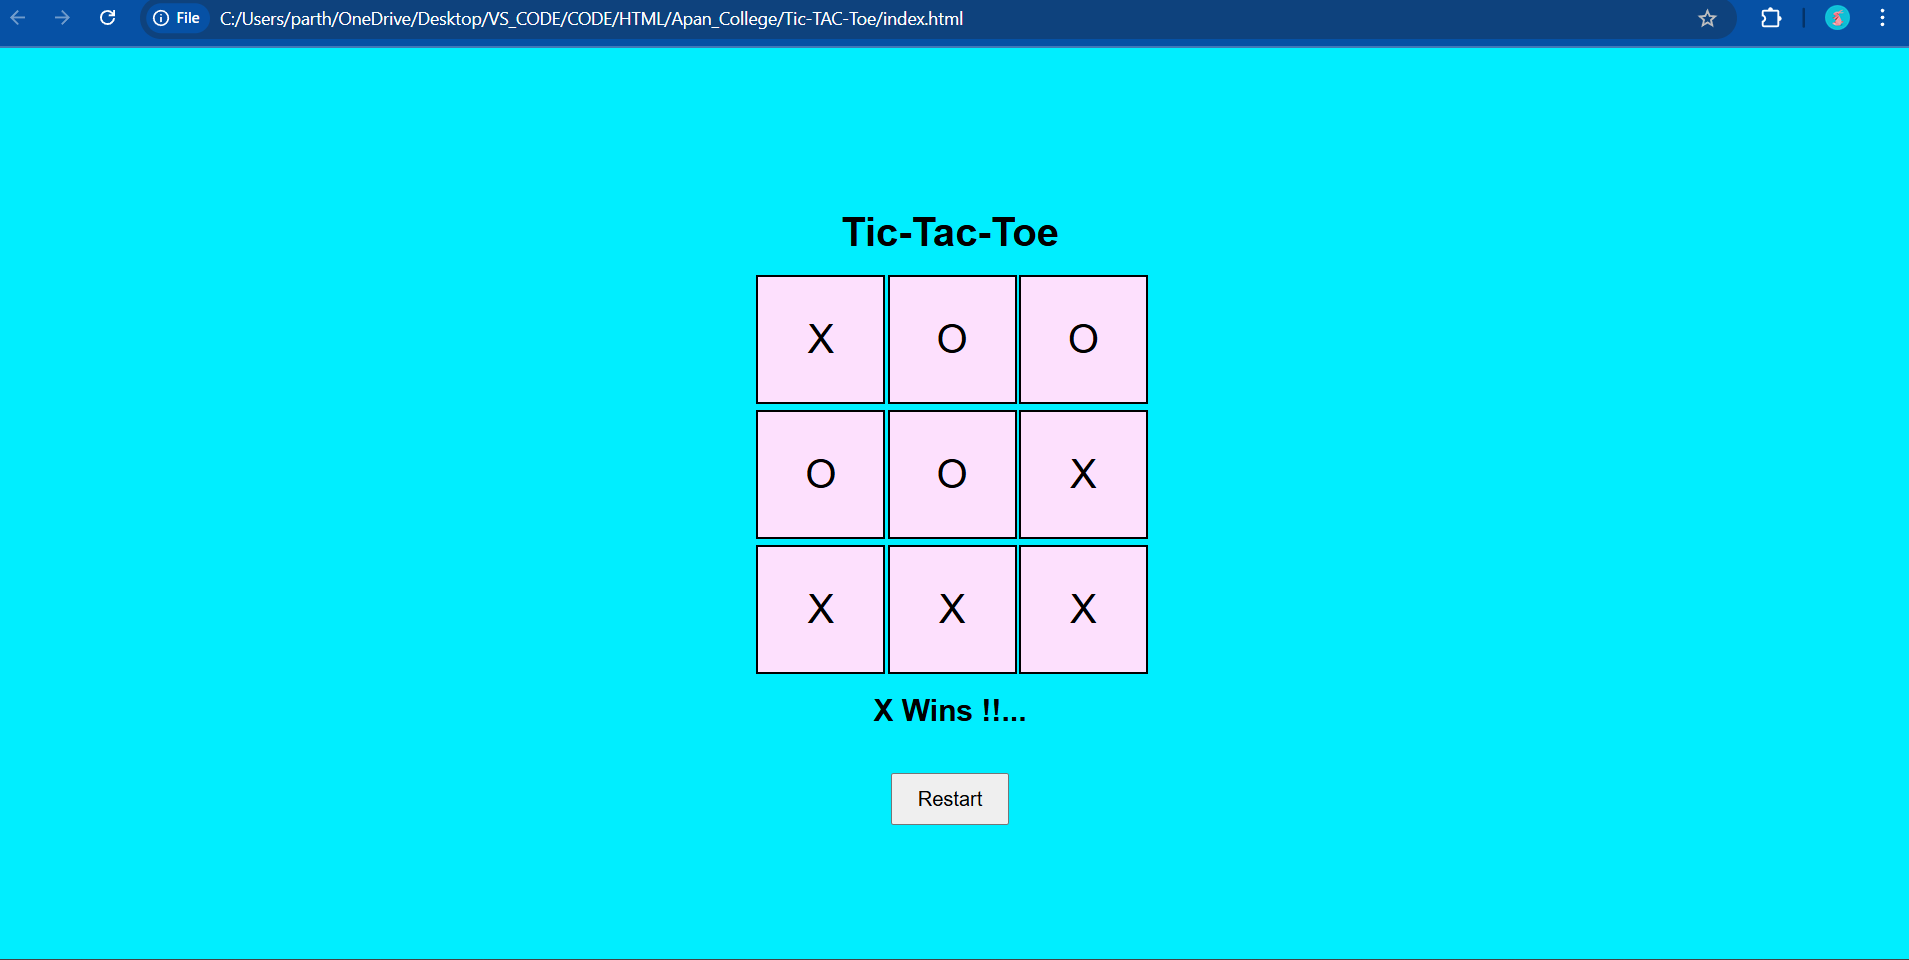 File C:/Users/parth/OneDrive/Desktop/VS_CODE/CODE/HTML/Apan_College/Tic-TAC-Toe/index.html
Tic-Tac-Toe
X O O
O O X
X X X
X Wins !!...
Restart